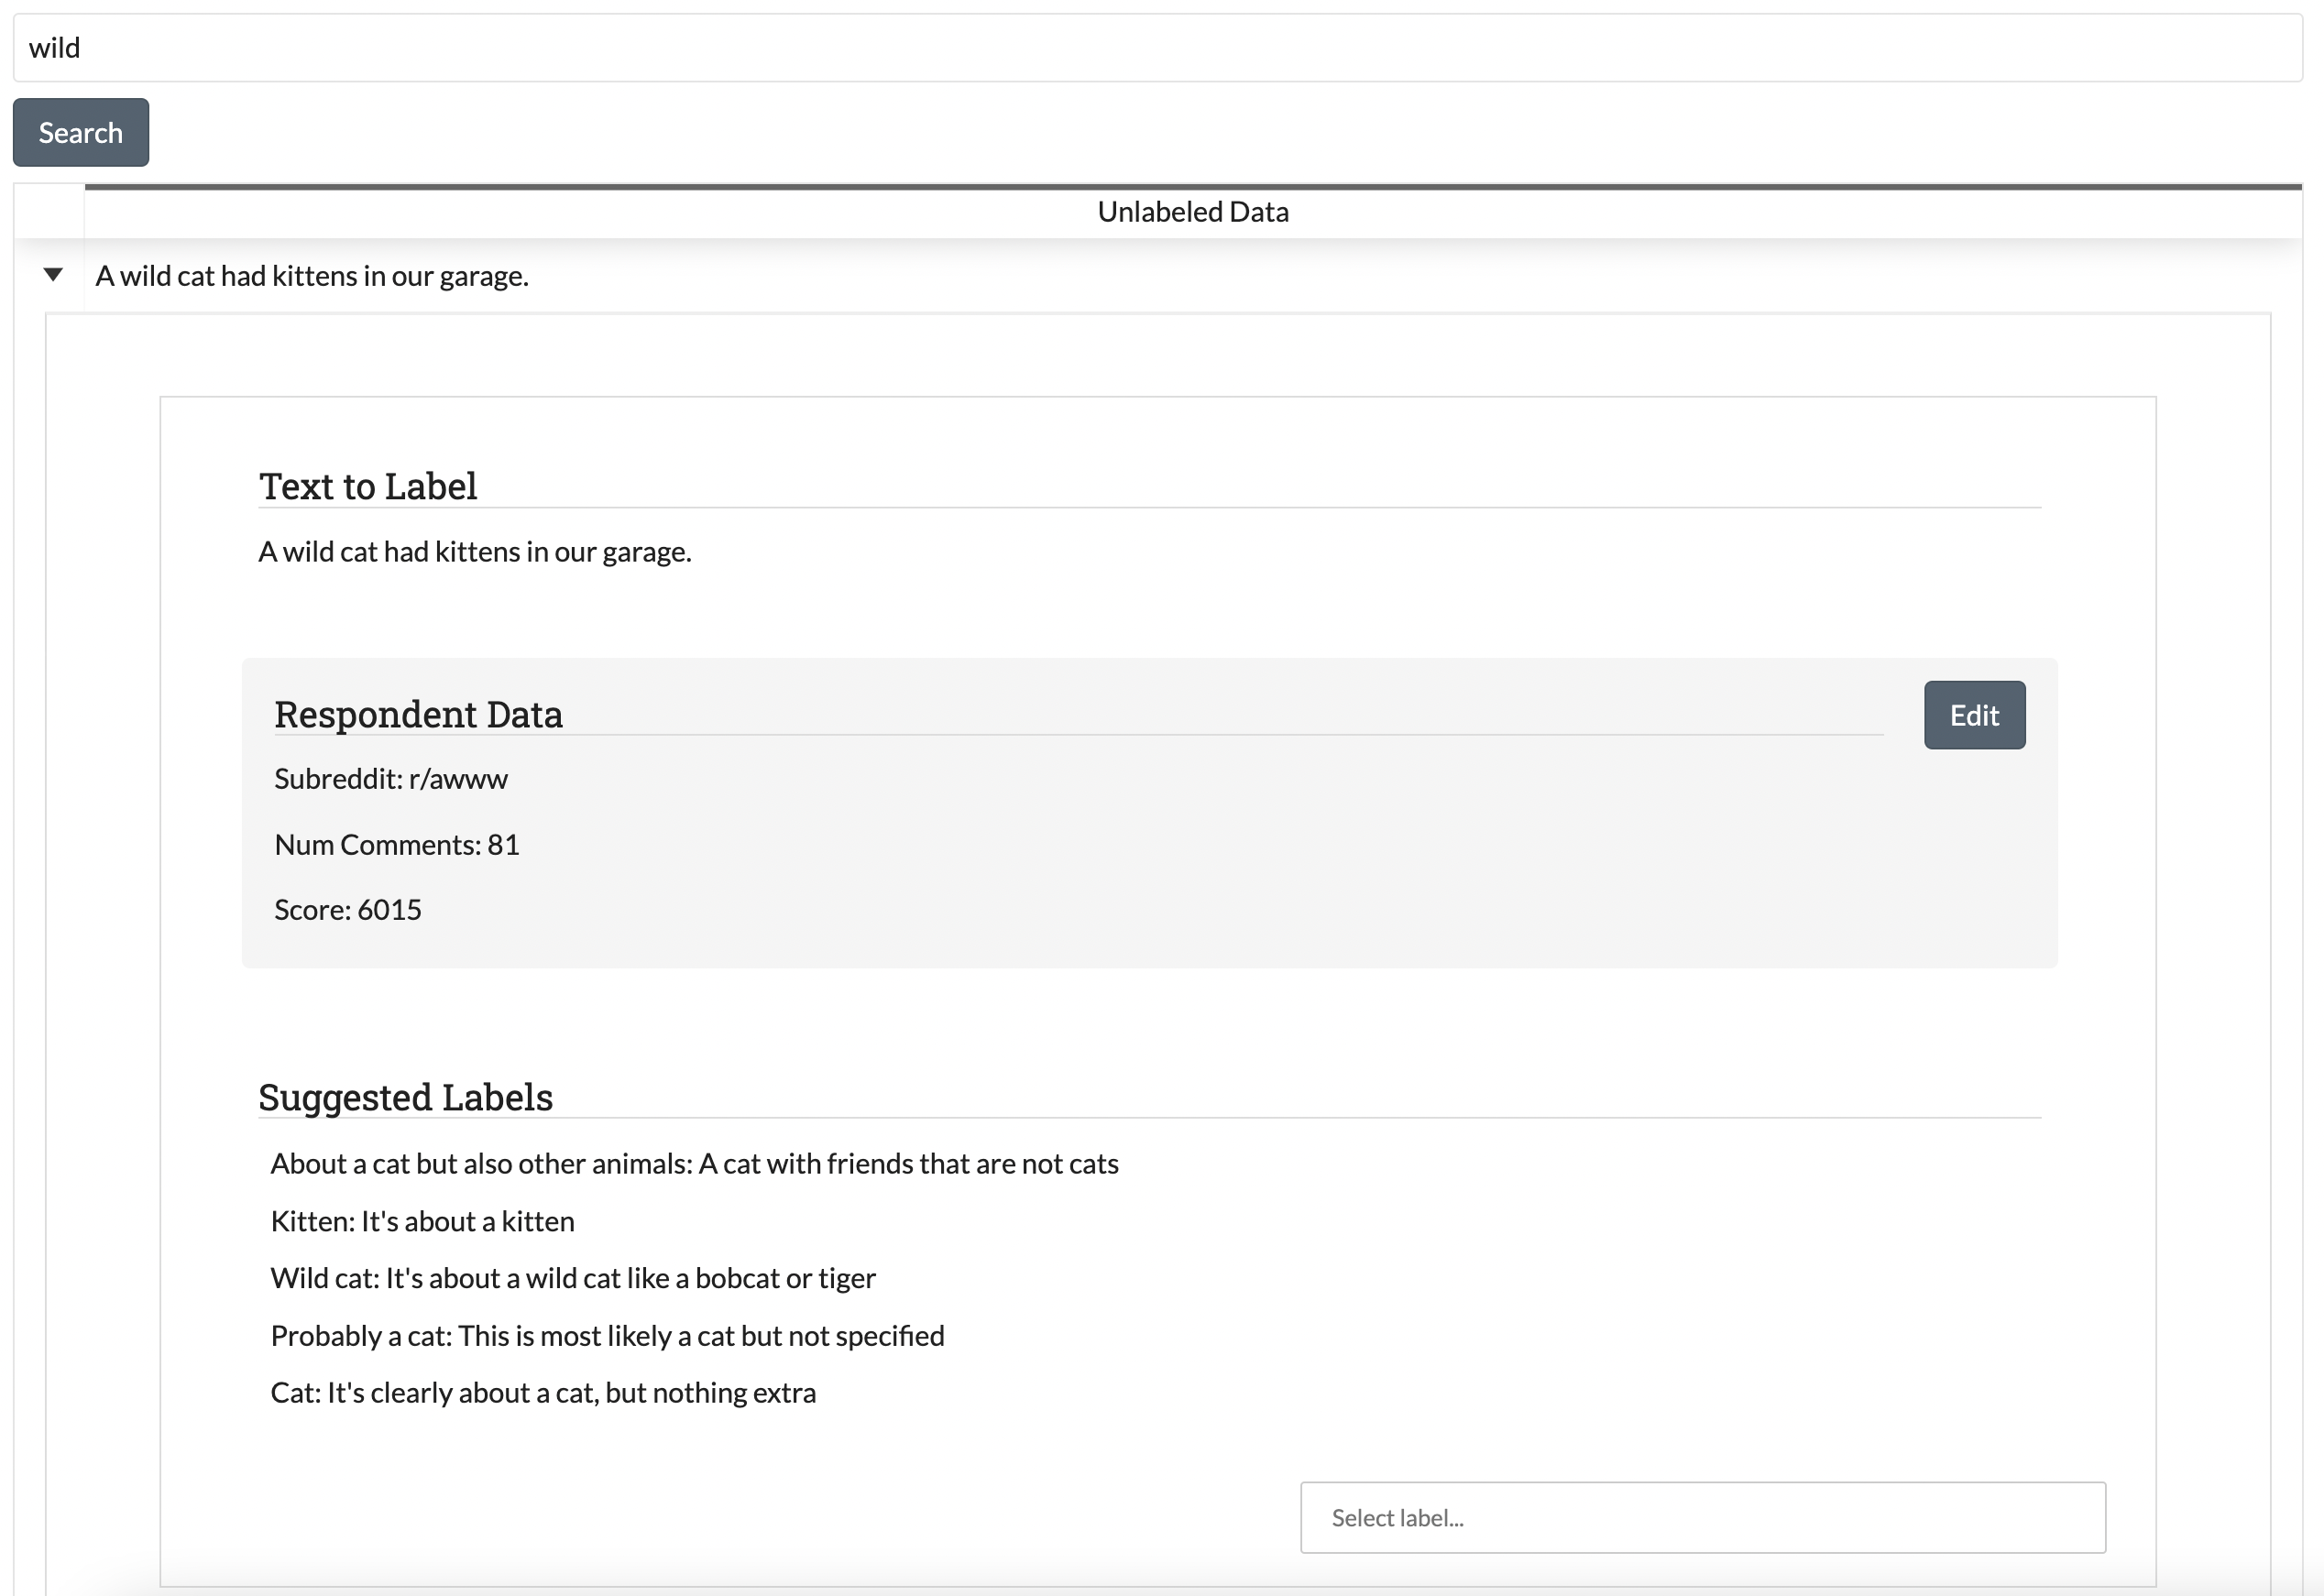 wild
Search
Unlabeled Data
A wild cat had kittens in our garage.
Text to Label
A wild cat had kittens in our garage.
Respondent Data
Edit
Subreddit: r/awww
Num Comments: 81
Score: 6015
Suggested Labels
About a cat but also other animals: A cat with friends that are not cats
Kitten: It's about a kitten
Wild cat: It's about a wild cat like a bobcat or tiger
Probably a cat: This is most likely a cat but not specified
Cat: It's clearly about a cat, but nothing extra
Select label...